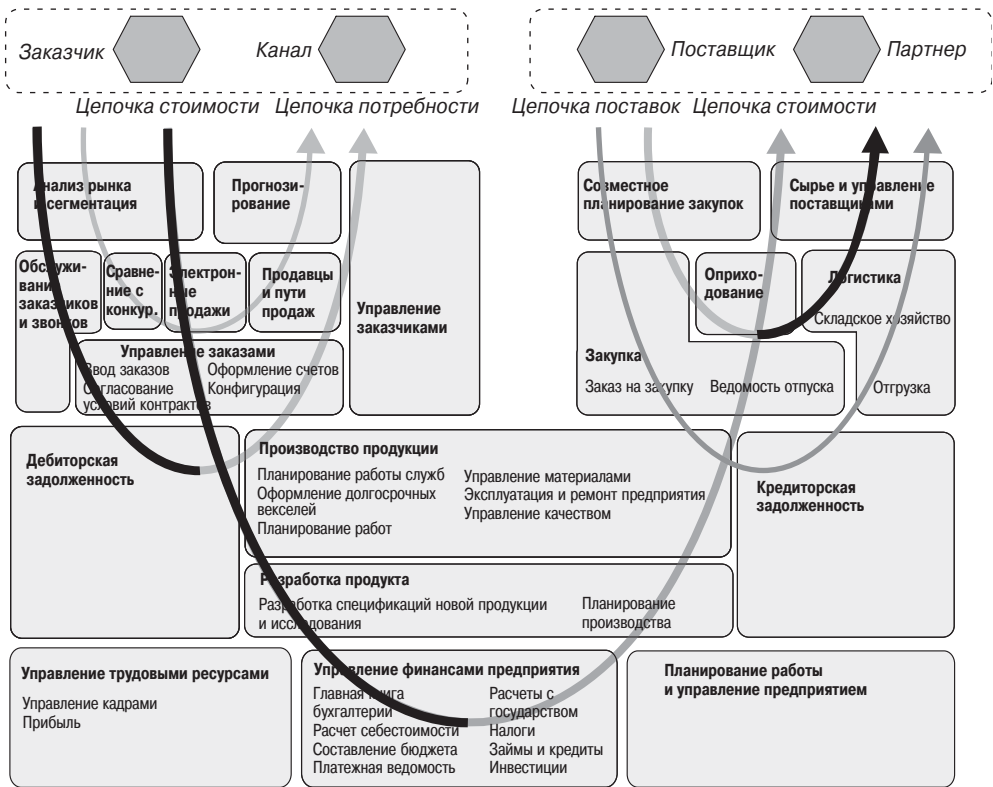 Заказчик
Канал
Поставщик
Партнер
Цепочка стоимости
Цепочка потребности
Цепочка поставок
Цепочка стоимости
Анализ рынка
и сегментация
Прогнози-
рование
Обслужи-
вание
заказчиков
и звонков
Сравне-
ние с
конкур.
Электрон-
ные
продажи
Продавцы
и пути
продаж
Управление
заказчиками
Управление заказами
Ввод заказов
Согласование
условий контрактов
Оформление счетов
Конфигурация
Совместное
планирование закупок
Сырье и управление
поставщиками
Оприхо-
дование
Логистика
Складское хозяйство
Отгрузка
Закупка
Заказ на закупку
Ведомость отпуска
Дебиторская
задолженность
Производство продукции
Планирование работы служб
Оформление долгосрочных
векселей
Планирование работ
Управление материалами
Эксплуатация и ремонт предприятия
Управление качеством
Кредиторская
задолженность
Разработка продукта
Разработка спецификаций новой продукции
и исследования
Планирование
производства
Управление трудовыми ресурсами
Управление кадрами
Прибыль
Управление финансами предприятия
Главная книга
бухгалтерии
Расчет себестоимости
Составление бюджета
Платежная ведомость
Расчеты с
государством
Налоги
Займы и кредиты
Инвестиции
Планирование работы
и управление предприятием